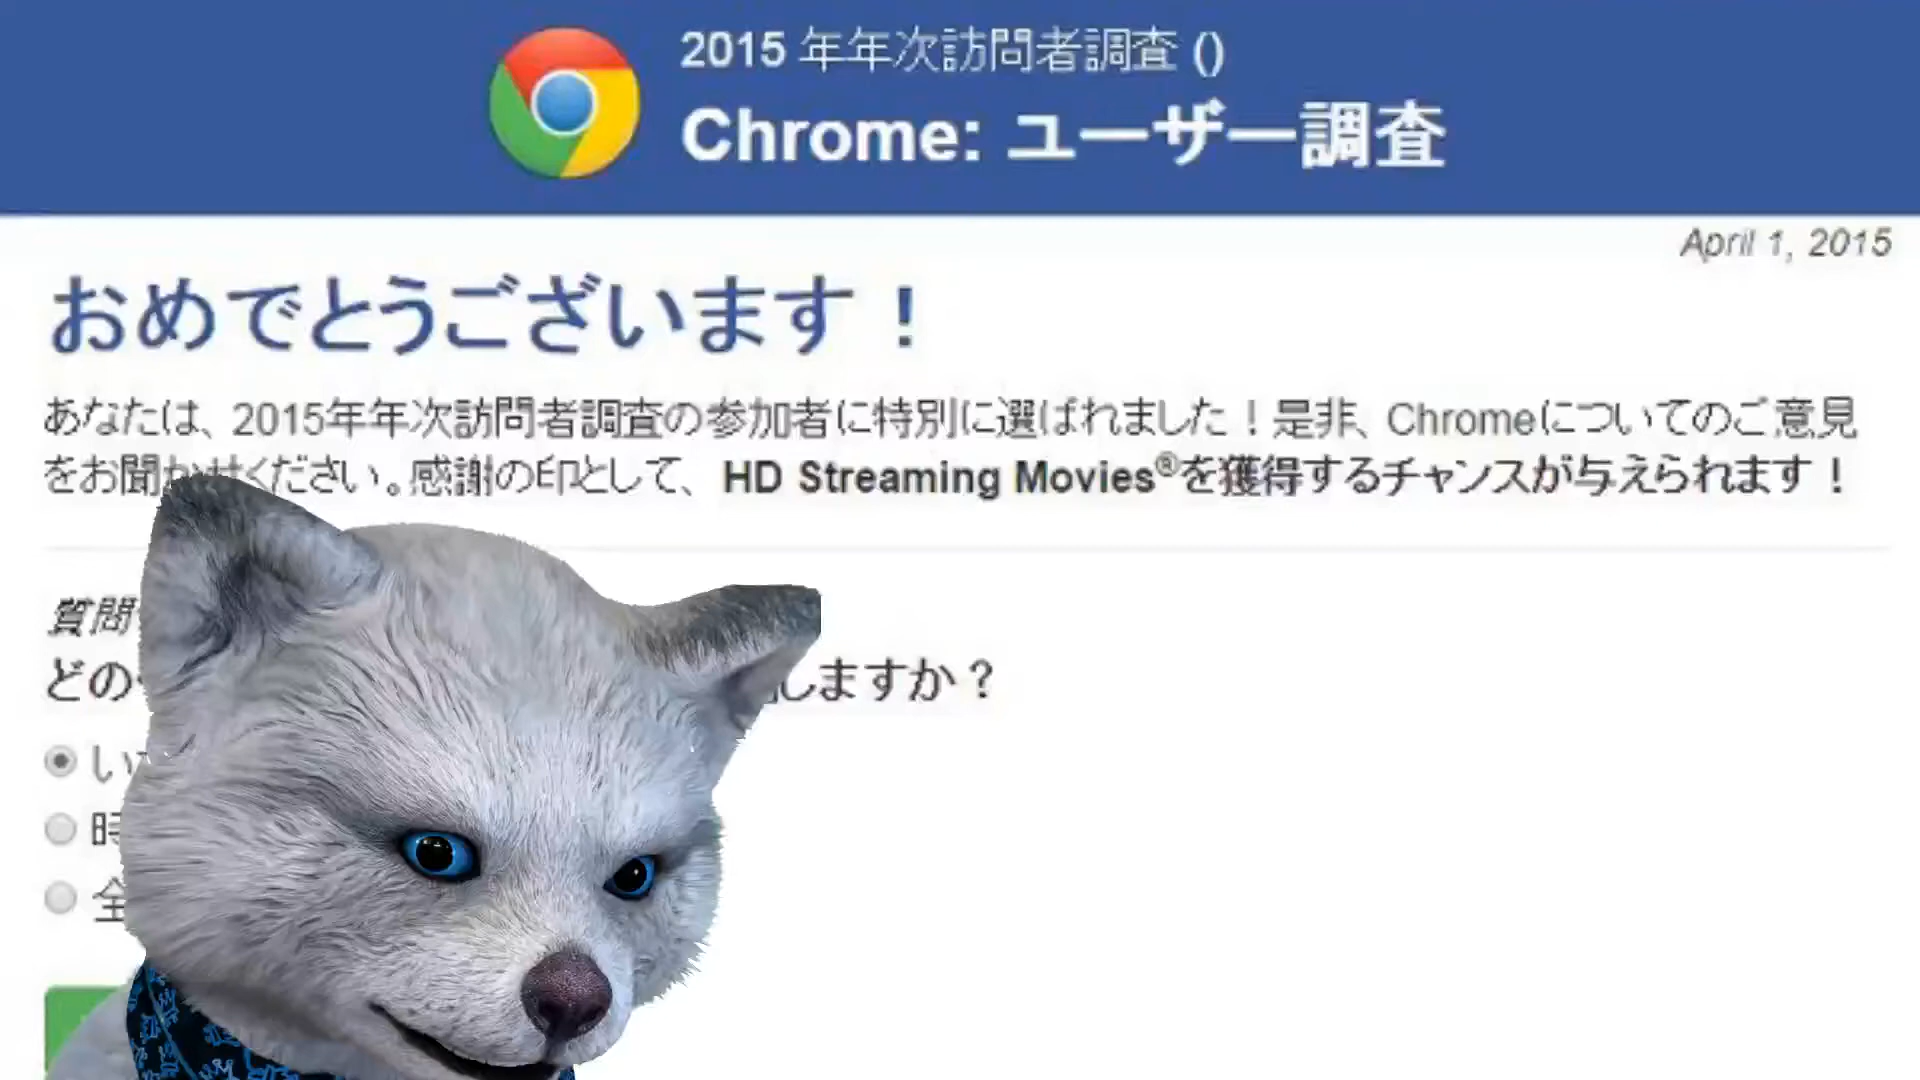 2015 年年次訪問者調査 ()
Chrome: ユーザー調査
April 1, 2015
おめでとうございます！
あなたは、2015年年次訪問者調査の参加者に特別に選ばれました！是非、Chromeについてのご意見
をお聞かせください。感謝の印として、HD Streaming Movies®を獲得するチャンスが与えられます！
質問
どの しますか？
い
時
全